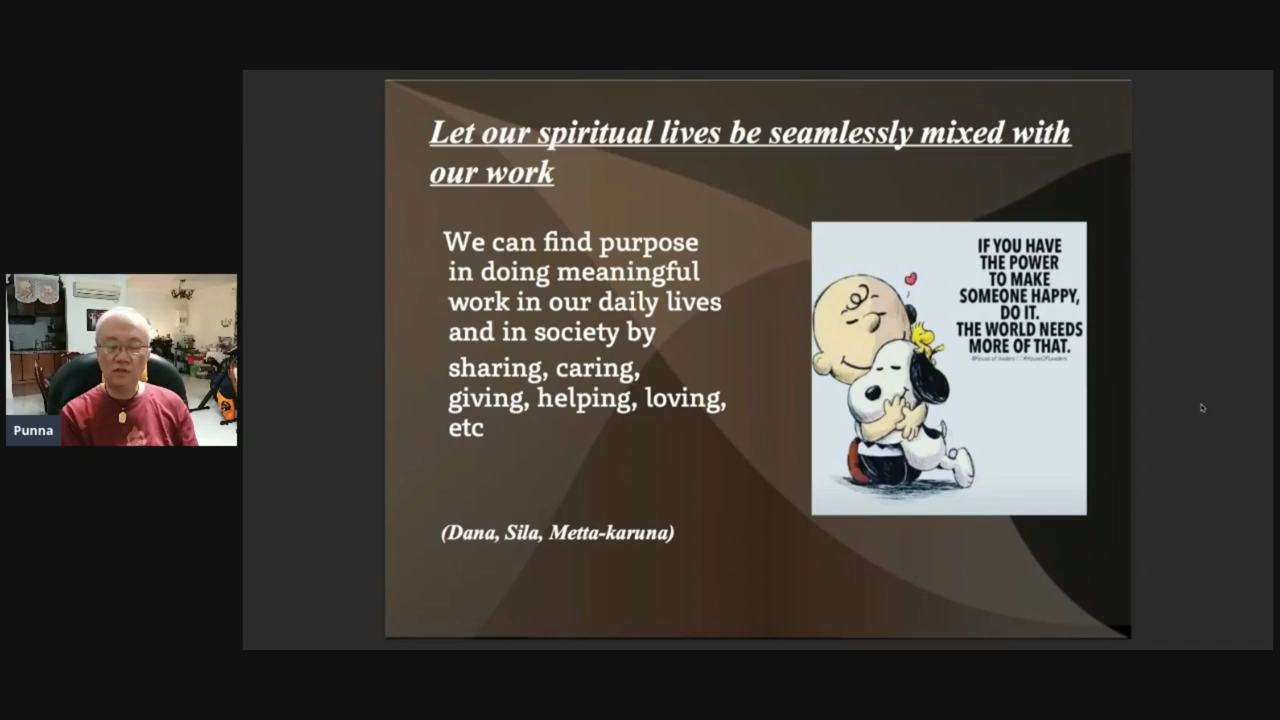 Let our spiritual lives be seamlessly mixed with
our work
We can find purpose
in doing meaningful
work in our daily lives
and in society by
sharing, caring,
giving, helping, loving,
etc
(Dana, Sila, Metta-karuna)
IF YOU HAVE
THE POWER
TO MAKE
SOMEONE HAPPY,
DO IT.
THE WORLD NEEDS
MORE OF THAT.
Punna